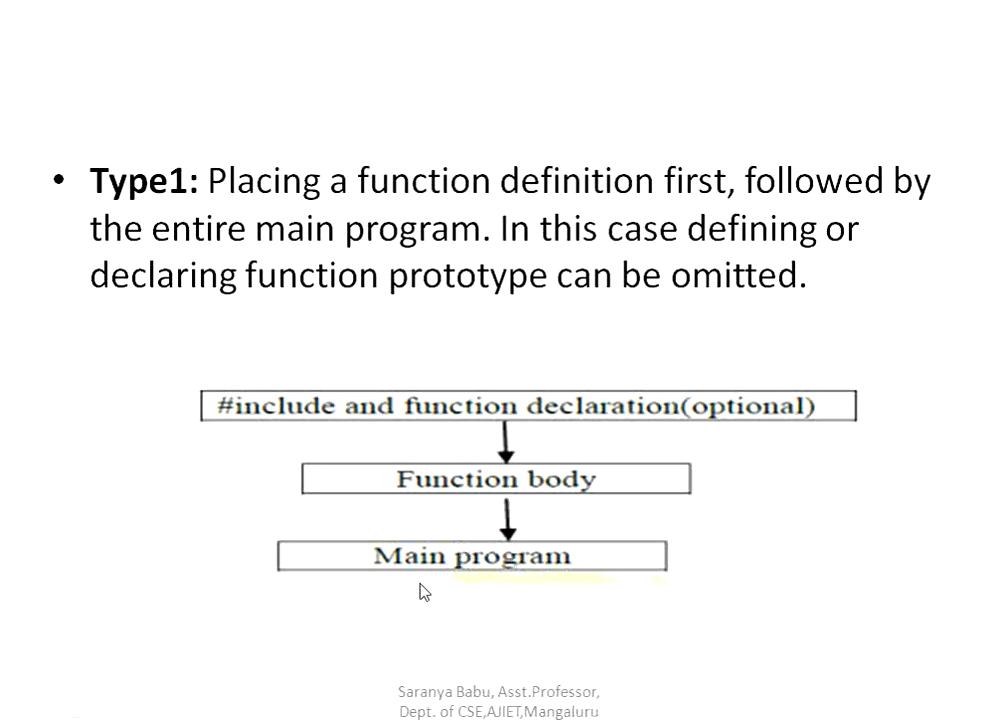 • Type1: Placing a function definition first, followed by
the entire main program. In this case defining or
declaring function prototype can be omitted.
#include and function declaration(optional)
Function body
Main program
Saranya Babu, Asst.Professor,
Dept. of CSE,AJIET,Mangaluru